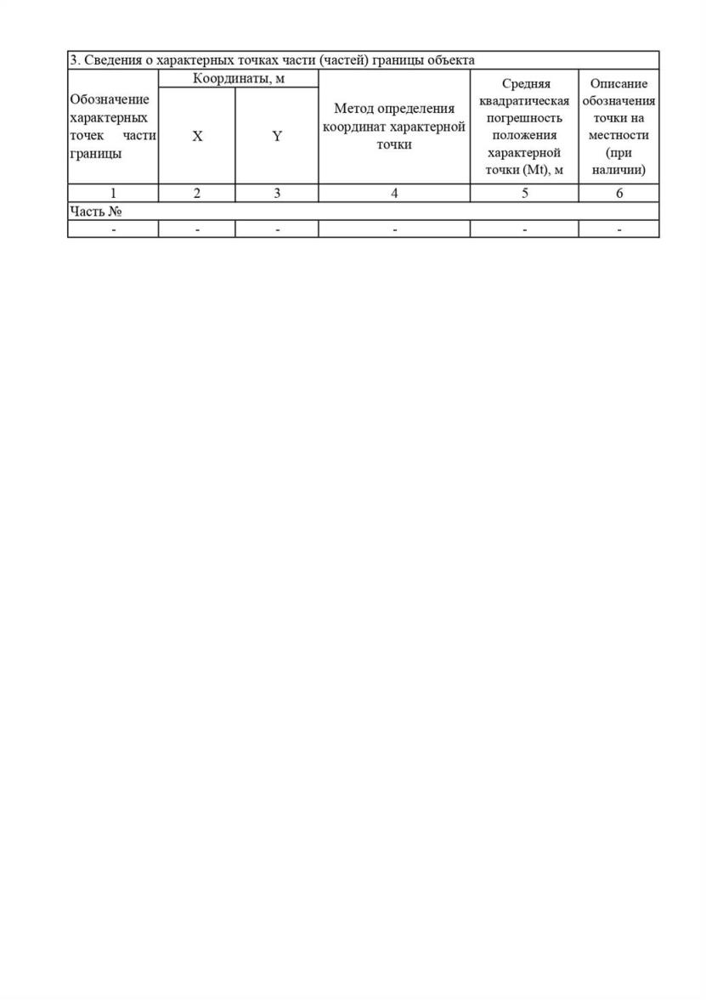 3. Сведения о характерных точках части (частей) границы объекта
Обозначение
характерных
точек части
границы
Координаты, м
X
Y
Метод определения
координат характерной
точки
Средняя
квадратическая
погрешность
положения
характерной
точки (Mt), м
Описание
обозначения
точки на
местности
(при
наличии)
1 2 3 4 5 6
Часть №
- - - - - -